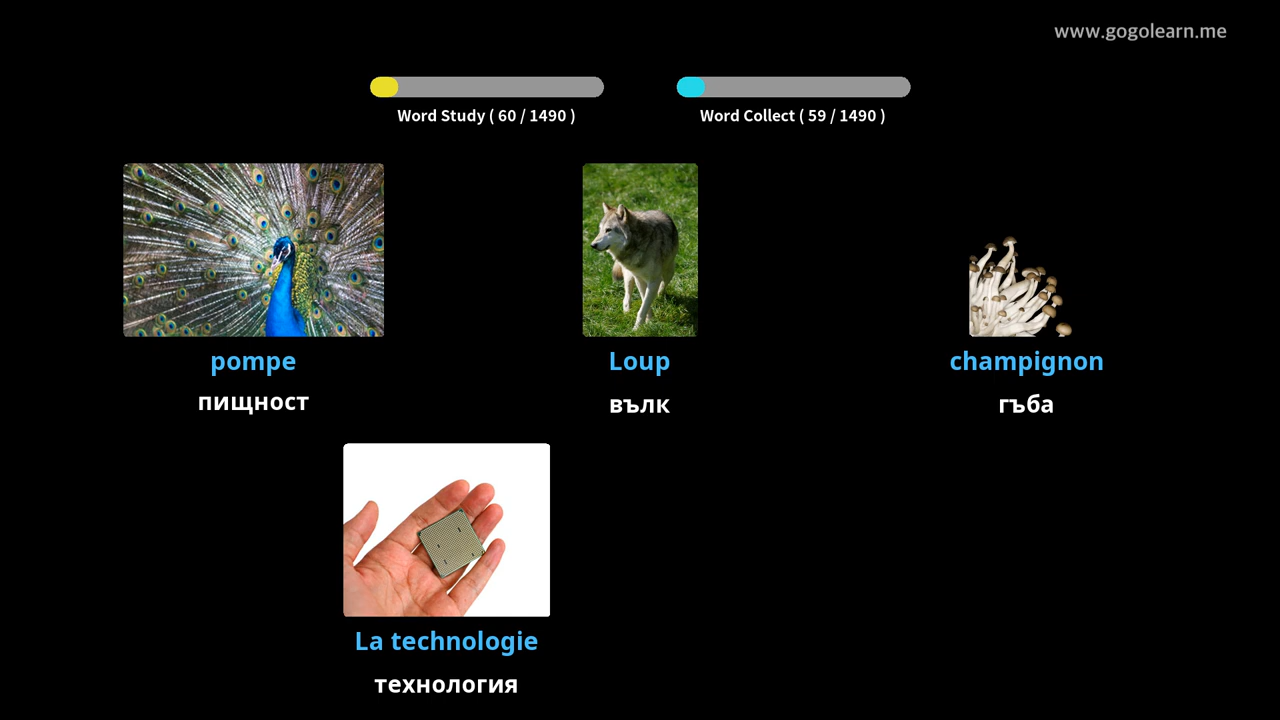 www.gogolearn.me
Word Study ( 60 / 1490 )
Word Collect ( 59 / 1490 )
pompe
Loup
champignon
пищност
вълк
гъба
La technologie
технология